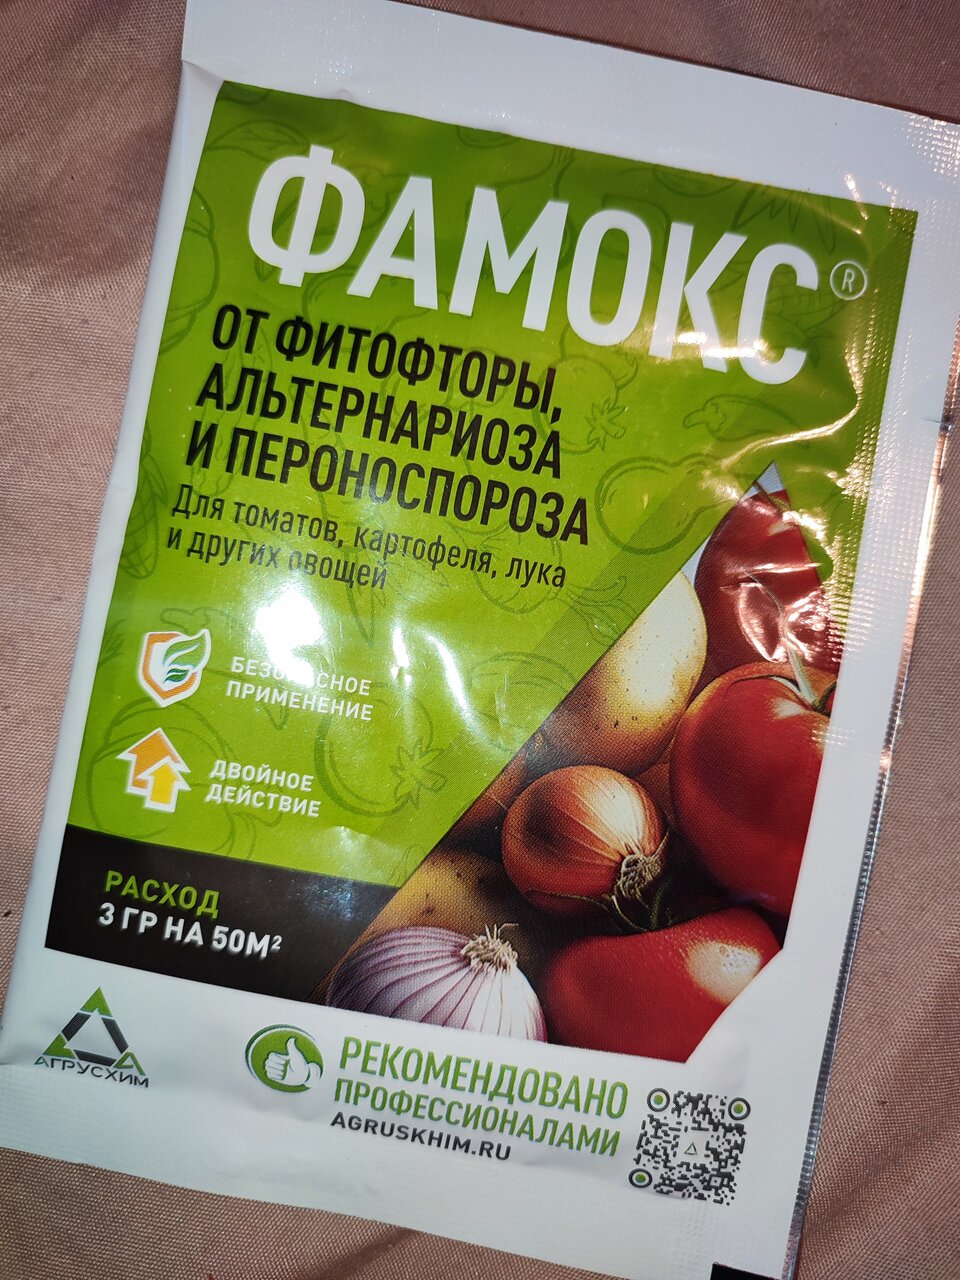 ФАМОКС®
ОТ ФИТОФТОРЫ,
АЛЬТЕРНАРИОЗА
И ПЕРОНОСПОРОЗА
Для томатов, картофеля, лука
и других овощей
БЕЗОПАСНОЕ
ПРИМЕНЕНИЕ
ДВОЙНОЕ
ДЕЙСТВИЕ
РАСХОД
3 ГР НА 50М²
АГРУСХИМ
РЕКОМЕНДОВАНО
ПРОФЕССИОНАЛАМИ
AGRUSKHIM.RU